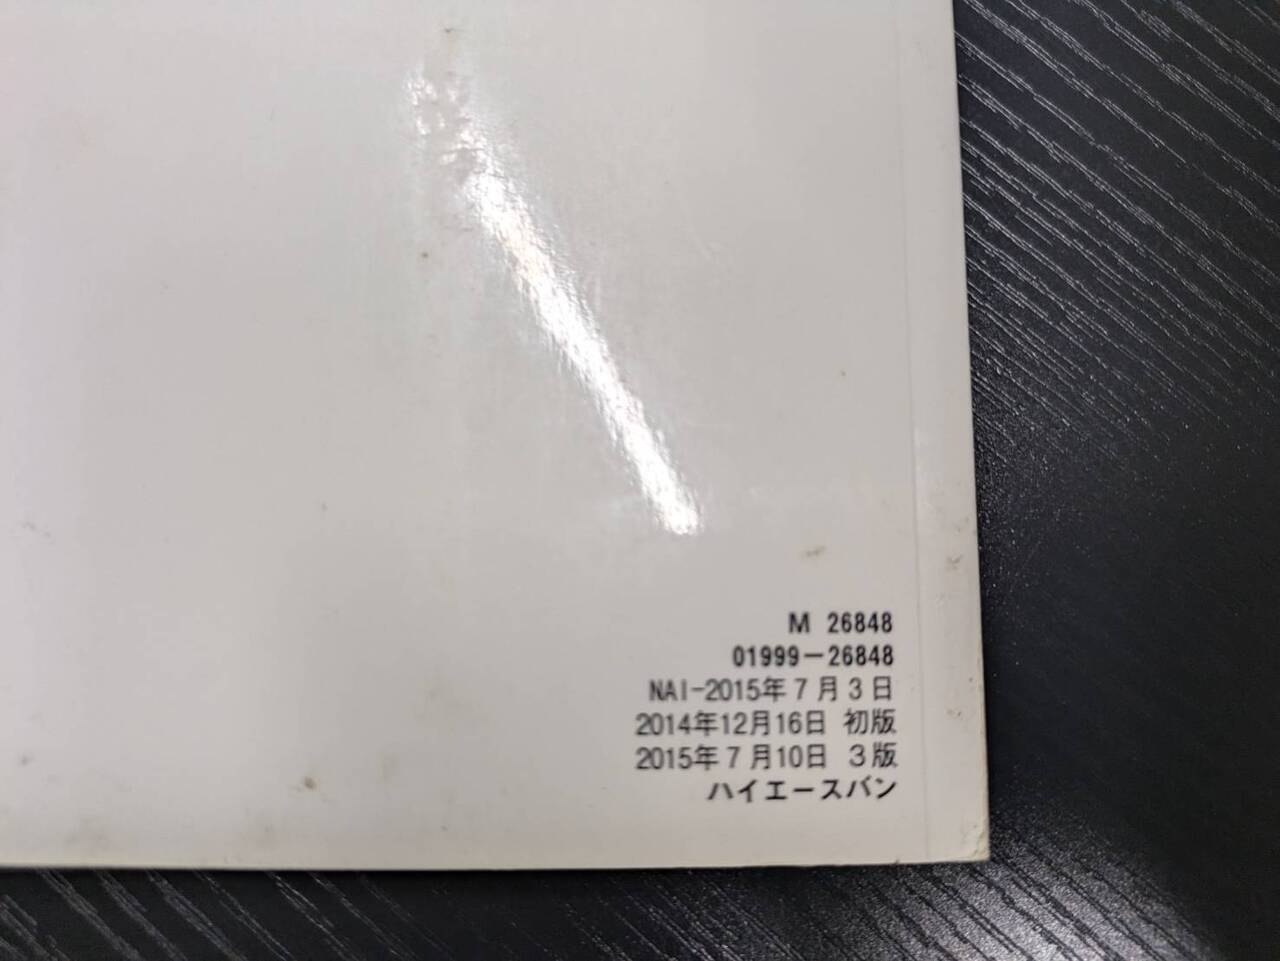 M 26848
01999-26848
NAI-2015年7月3日
2014年12月16日 初版
2015年7月10日 3版
ハイエースバン